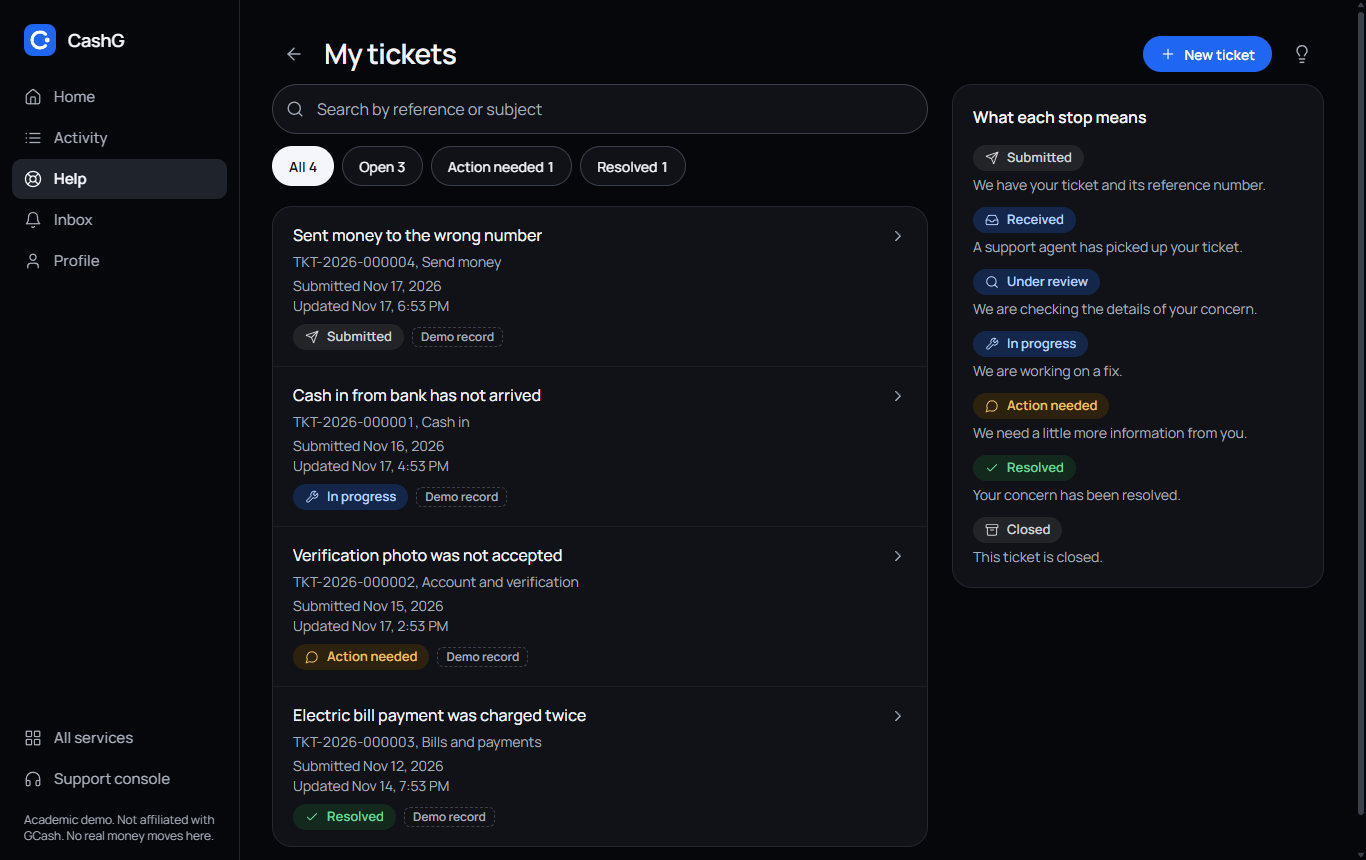 CashG
Home
Activity
Help
Inbox
Profile
All services
Support console
Academic demo. Not affiliated with
GCash. No real money moves here.
My tickets
New ticket
Search by reference or subject
All 4
Open 3
Action needed 1
Resolved 1
Sent money to the wrong number
TKT-2026-000004, Send money
Submitted Nov 17, 2026
Updated Nov 17, 6:53 PM
Submitted
Demo record
Cash in from bank has not arrived
TKT-2026-000001, Cash in
Submitted Nov 16, 2026
Updated Nov 17, 4:53 PM
In progress
Demo record
Verification photo was not accepted
TKT-2026-000002, Account and verification
Submitted Nov 15, 2026
Updated Nov 17, 2:53 PM
Action needed
Demo record
Electric bill payment was charged twice
TKT-2026-000003, Bills and payments
Submitted Nov 12, 2026
Updated Nov 14, 7:53 PM
Resolved
Demo record
What each stop means
Submitted
We have your ticket and its reference number.
Received
A support agent has picked up your ticket.
Under review
We are checking the details of your concern.
In progress
We are working on a fix.
Action needed
We need a little more information from you.
Resolved
Your concern has been resolved.
Closed
This ticket is closed.